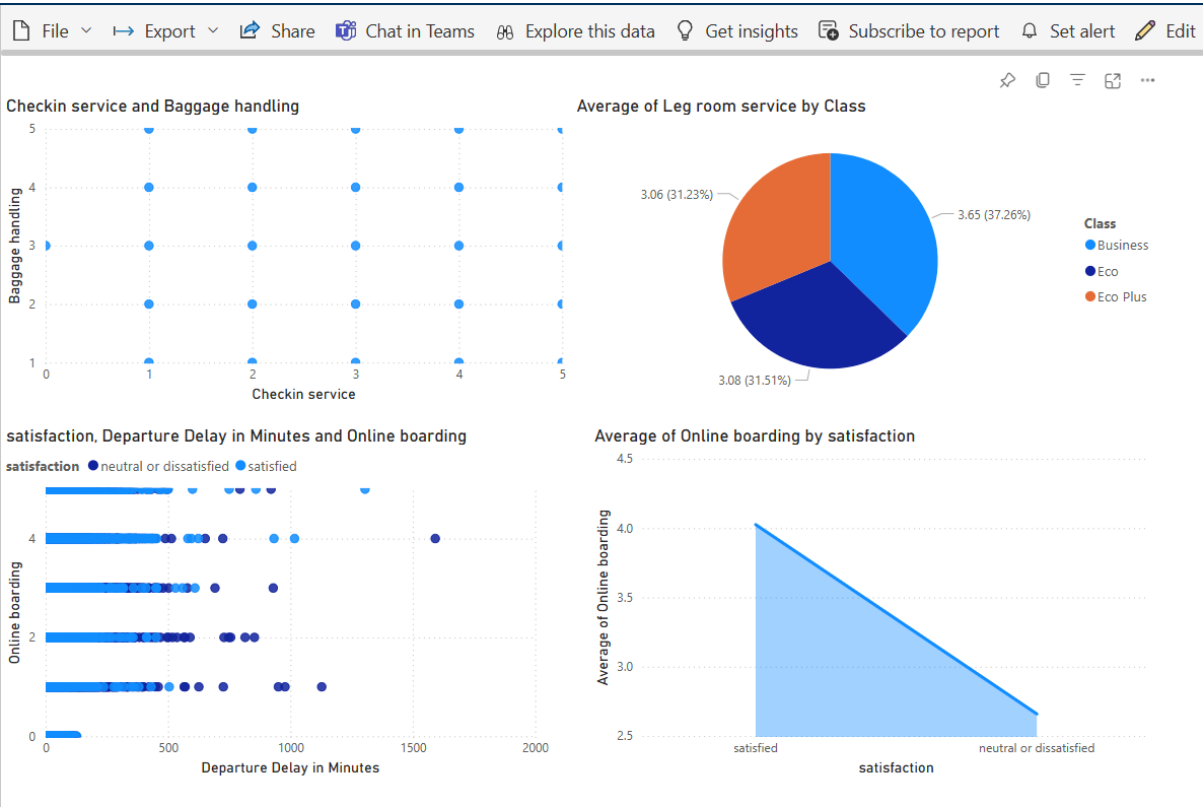 File Export Share Chat in Teams Explore this data Get insights Subscribe to report Set alert Edit
Checkin service and Baggage handling
5
4
3
2
1
Baggage handling
0 1 2 3 4 5
Checkin service
Average of Leg room service by Class
3.06 (31.23%)
3.65 (37.26%)
3.08 (31.51%)
Class
Business
Eco
Eco Plus
satisfaction, Departure Delay in Minutes and Online boarding
satisfaction neutral or dissatisfied satisfied
4
2
0
Online boarding
0 500 1000 1500 2000
Departure Delay in Minutes
Average of Online boarding by satisfaction
4.5
4.0
3.5
3.0
2.5
Average of Online boarding
satisfied neutral or dissatisfied
satisfaction